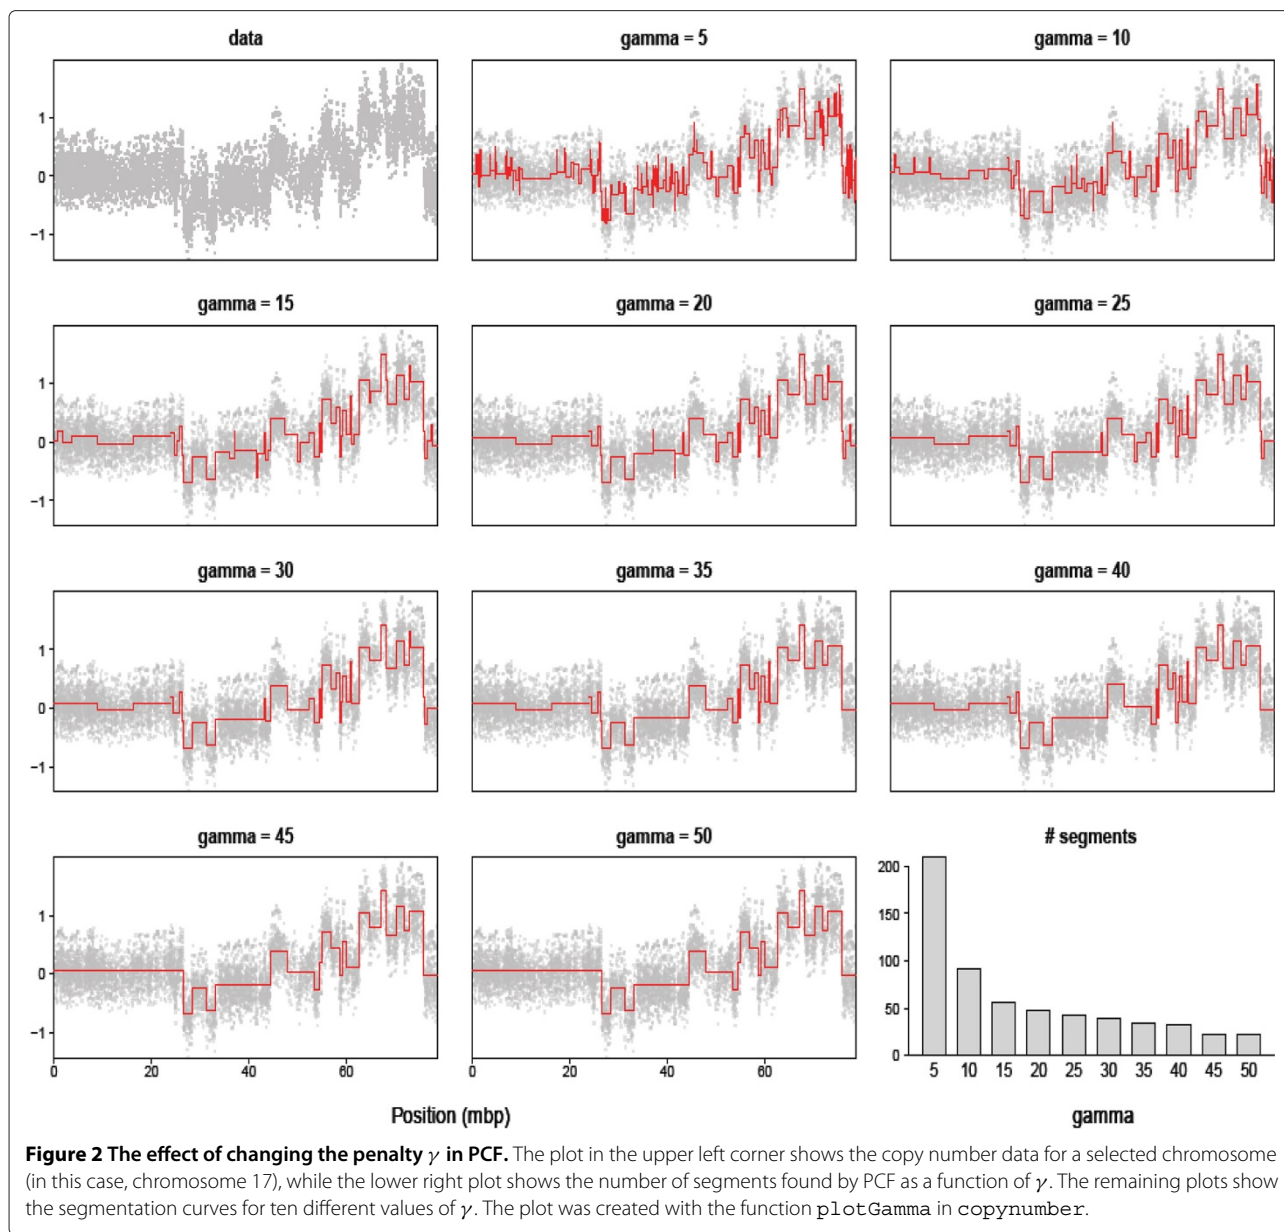 data
gamma = 5
gamma = 10
1
0
−1
gamma = 15
gamma = 20
gamma = 25
1
0
−1
gamma = 30
gamma = 35
gamma = 40
1
0
−1
gamma = 45
gamma = 50
# segments
1
0
−1
200
150
100
50
0
0 20 40 60
0 20 40 60
5 10 15 20 25 30 35 40 45 50
Position (mbp)
gamma
Figure 2 The effect of changing the penalty γ in PCF. The plot in the upper left corner shows the copy number data for a selected chromosome
(in this case, chromosome 17), while the lower right plot shows the number of segments found by PCF as a function of γ. The remaining plots show
the segmentation curves for ten different values of γ. The plot was created with the function plotGamma in copynumber.